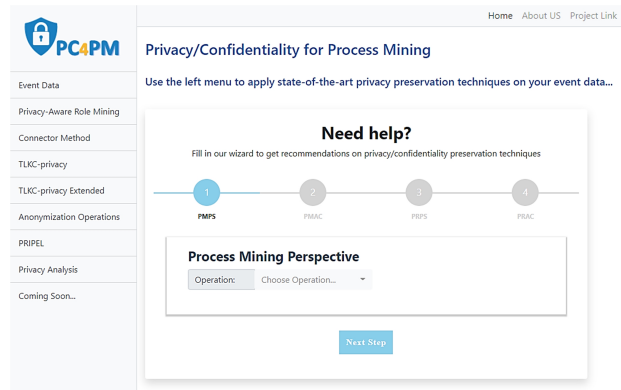 Home About US Project Link
PC4PM
Privacy/Confidentiality for Process Mining
Use the left menu to apply state-of-the-art privacy preservation techniques on your event data...
Event Data
Privacy-Aware Role Mining
Connector Method
TLKC-privacy
TLKC-privacy Extended
Anonymization Operations
PRIPEL
Privacy Analysis
Coming Soon...
Need help?
Fill in our wizard to get recommendations on privacy/confidentiality preservation techniques
1 2 3 4
PMPS PMAC PRPS PRAC
Process Mining Perspective
Operation: Choose Operation...
Next Step